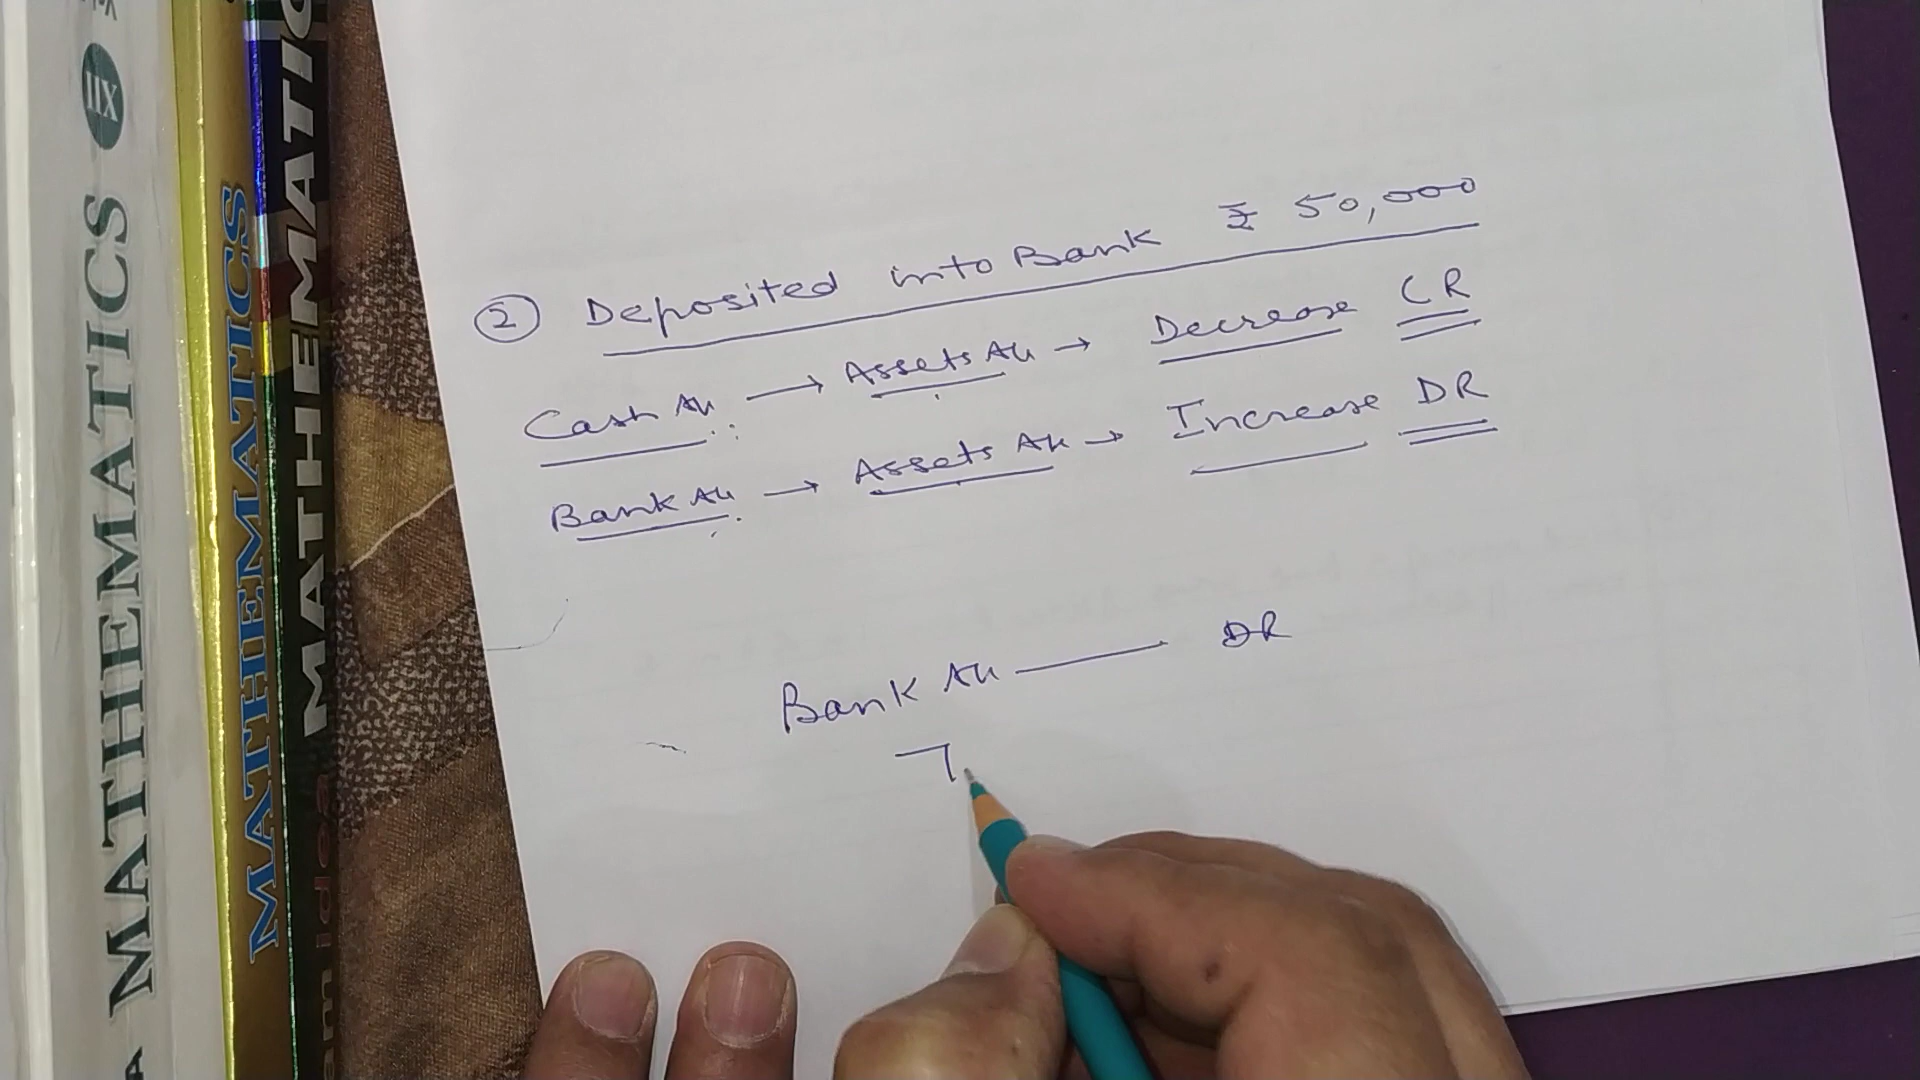 MATHEMATICS XII
MATHEMATICS
MATHEMATIC
② Deposited into Bank ₹ 50,000
Cash A/c → Assets A/c → Decrease CR
Bank A/c → Assets A/c → Increase DR
Bank A/c — DR
T